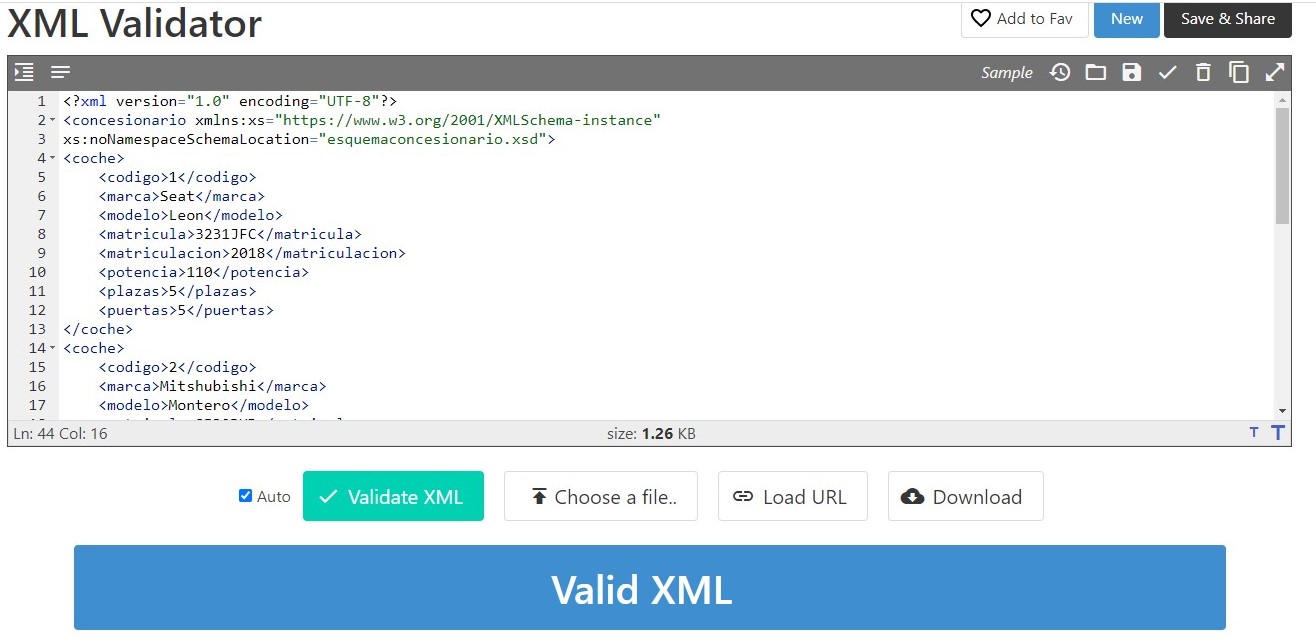 XML Validator
Add to Fav
New
Save & Share
Sample
1 <?xml version="1.0" encoding="UTF-8"?>
2 <concesionario xmlns:xs="https://www.w3.org/2001/XMLSchema-instance"
3 xs:noNamespaceSchemaLocation="esquemaconcesionario.xsd">
4 <coche>
5 <codigo>1</codigo>
6 <marca>Seat</marca>
7 <modelo>Leon</modelo>
8 <matricula>3231JFC</matricula>
9 <matriculacion>2018</matriculacion>
10 <potencia>110</potencia>
11 <plazas>5</plazas>
12 <puertas>5</puertas>
13 </coche>
14 <coche>
15 <codigo>2</codigo>
16 <marca>Mitshubishi</marca>
17 <modelo>Montero</modelo>
Ln: 44 Col: 16
size: 1.26 KB
T T
Auto
Validate XML
Choose a file..
Load URL
Download
Valid XML